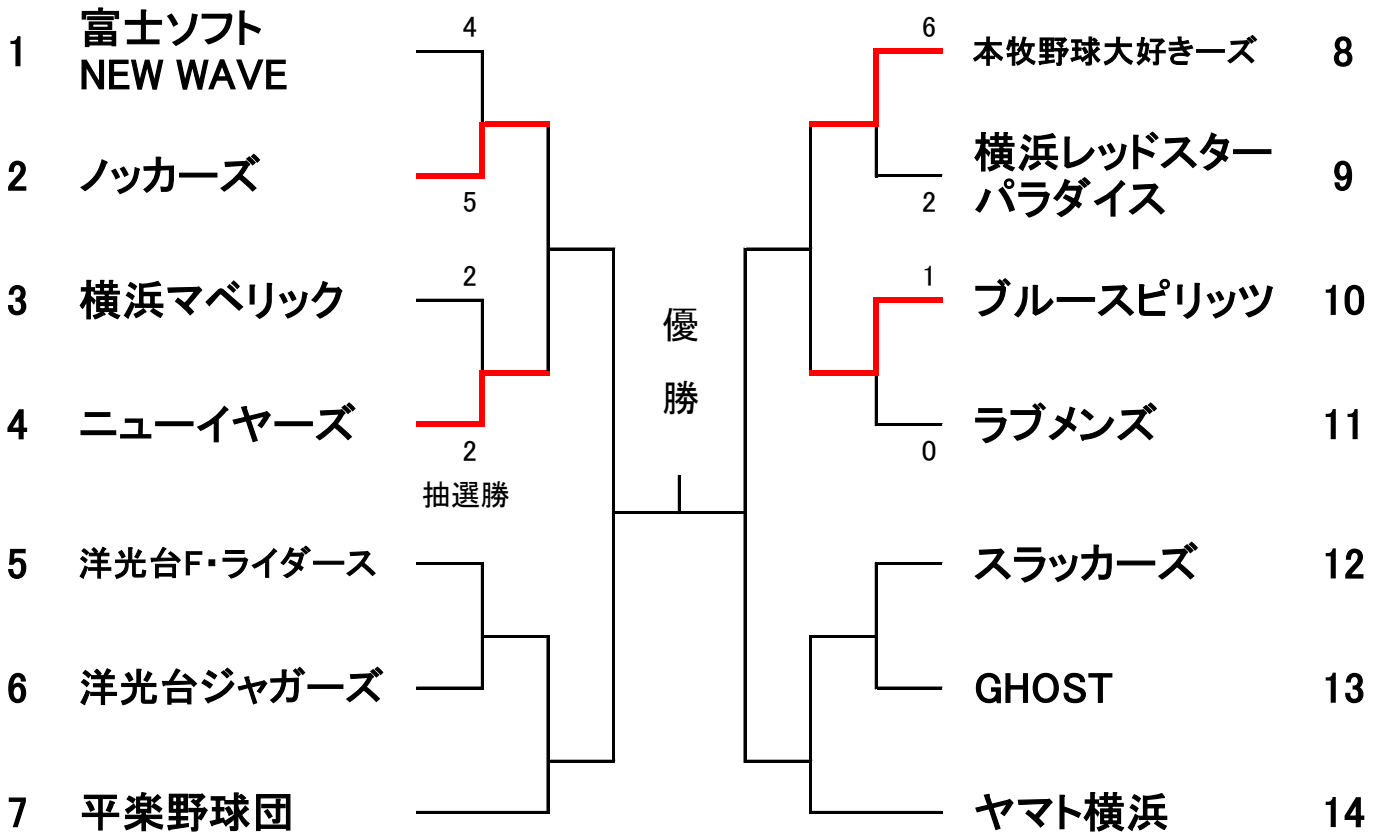 1
富士ソフト
NEW WAVE
4
2
ノッカーズ
5
3
横浜マベリック
2
4
ニューイヤーズ
2
抽選勝
5
洋光台F・ライダース
6
洋光台ジャガーズ
7
平楽野球団
優
勝
6
本牧野球大好きーズ
8
横浜レッドスター
パラダイス
9
2
1
ブルースピリッツ
10
ラブメンズ
11
0
スラッカーズ
12
GHOST
13
ヤマト横浜
14